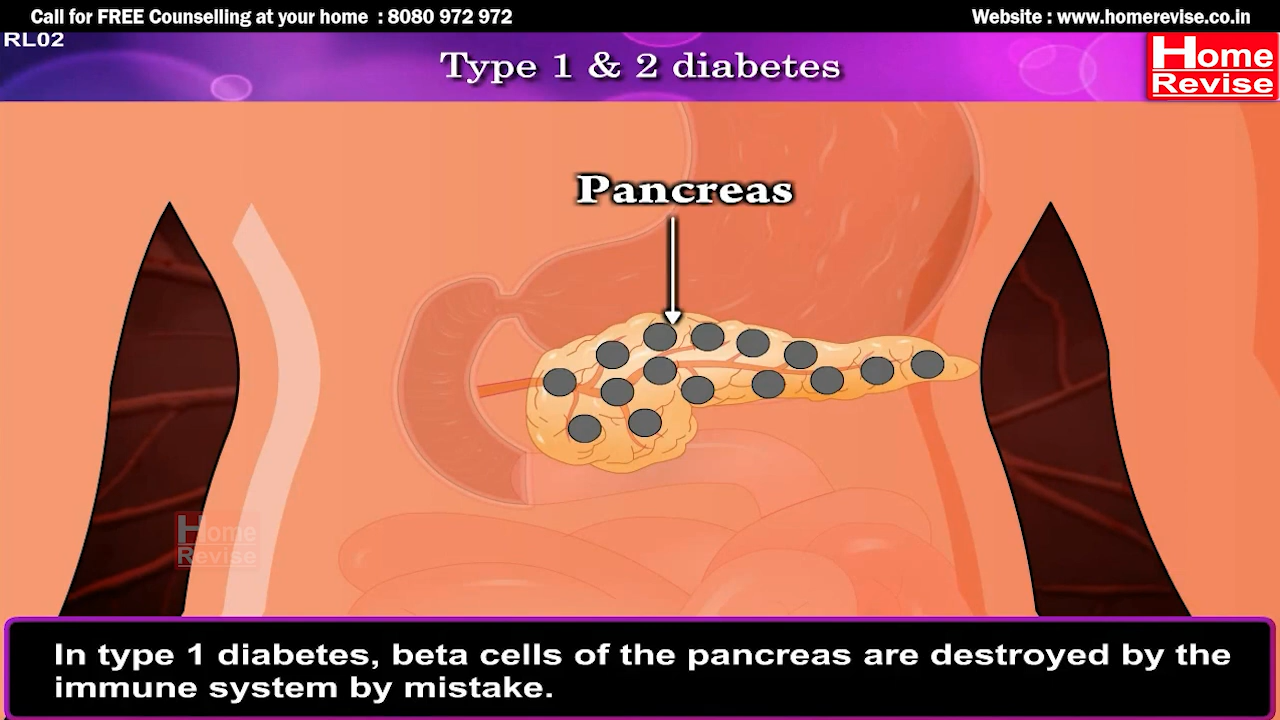 Call for FREE Counselling at your home : 8080 972 972
Website : www.homerevise.co.in
RL02
Type 1 & 2 diabetes
Home
Revise
Pancreas
Home
Revise
In type 1 diabetes, beta cells of the pancreas are destroyed by the
immune system by mistake.